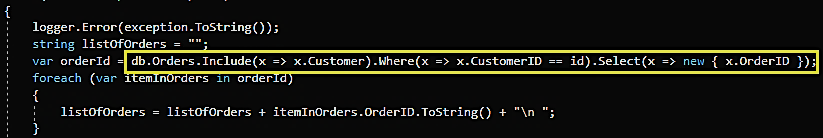 {
logger.Error(exception.ToString());
string listOfOrders = "";
var orderId = db.Orders.Include(x => x.Customer).Where(x => x.CustomerID == id).Select(x => new { x.OrderID });
foreach (var itemInOrders in orderId)
{
listOfOrders = listOfOrders + itemInOrders.OrderID.ToString() + "\n ";
}